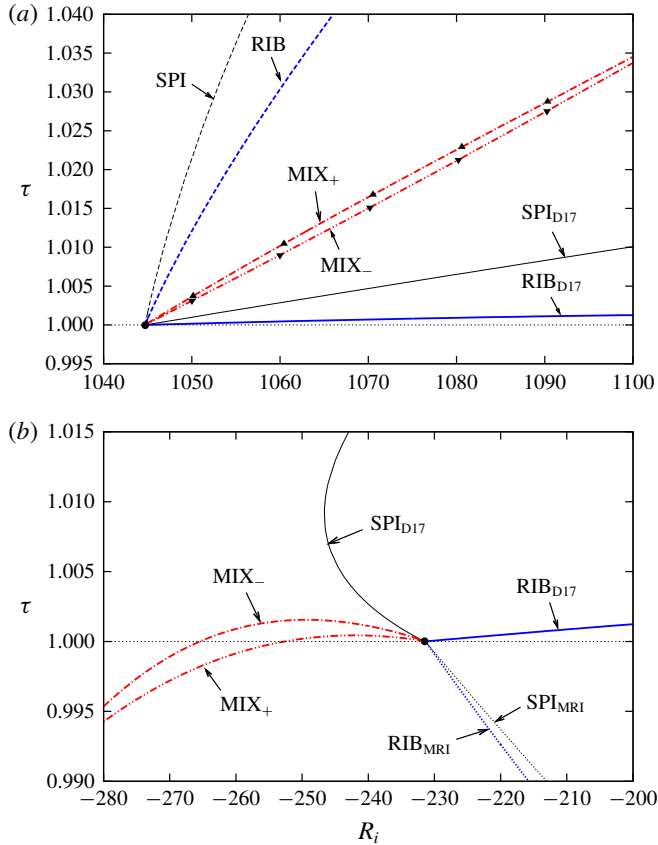 (a)
1.040
1.035
1.030
1.025
1.020
1.015
1.010
1.005
1.000
0.995
τ
SPI
RIB
MIX+
MIX−
SPID17
RIBD17
1040 1050 1060 1070 1080 1090 1100
(b)
1.015
1.010
1.005
1.000
0.995
0.990
τ
SPID17
MIX−
RIBD17
MIX+
SPIMRI
RIBMRI
−280 −270 −260 −250 −240 −230 −220 −210 −200
Ri